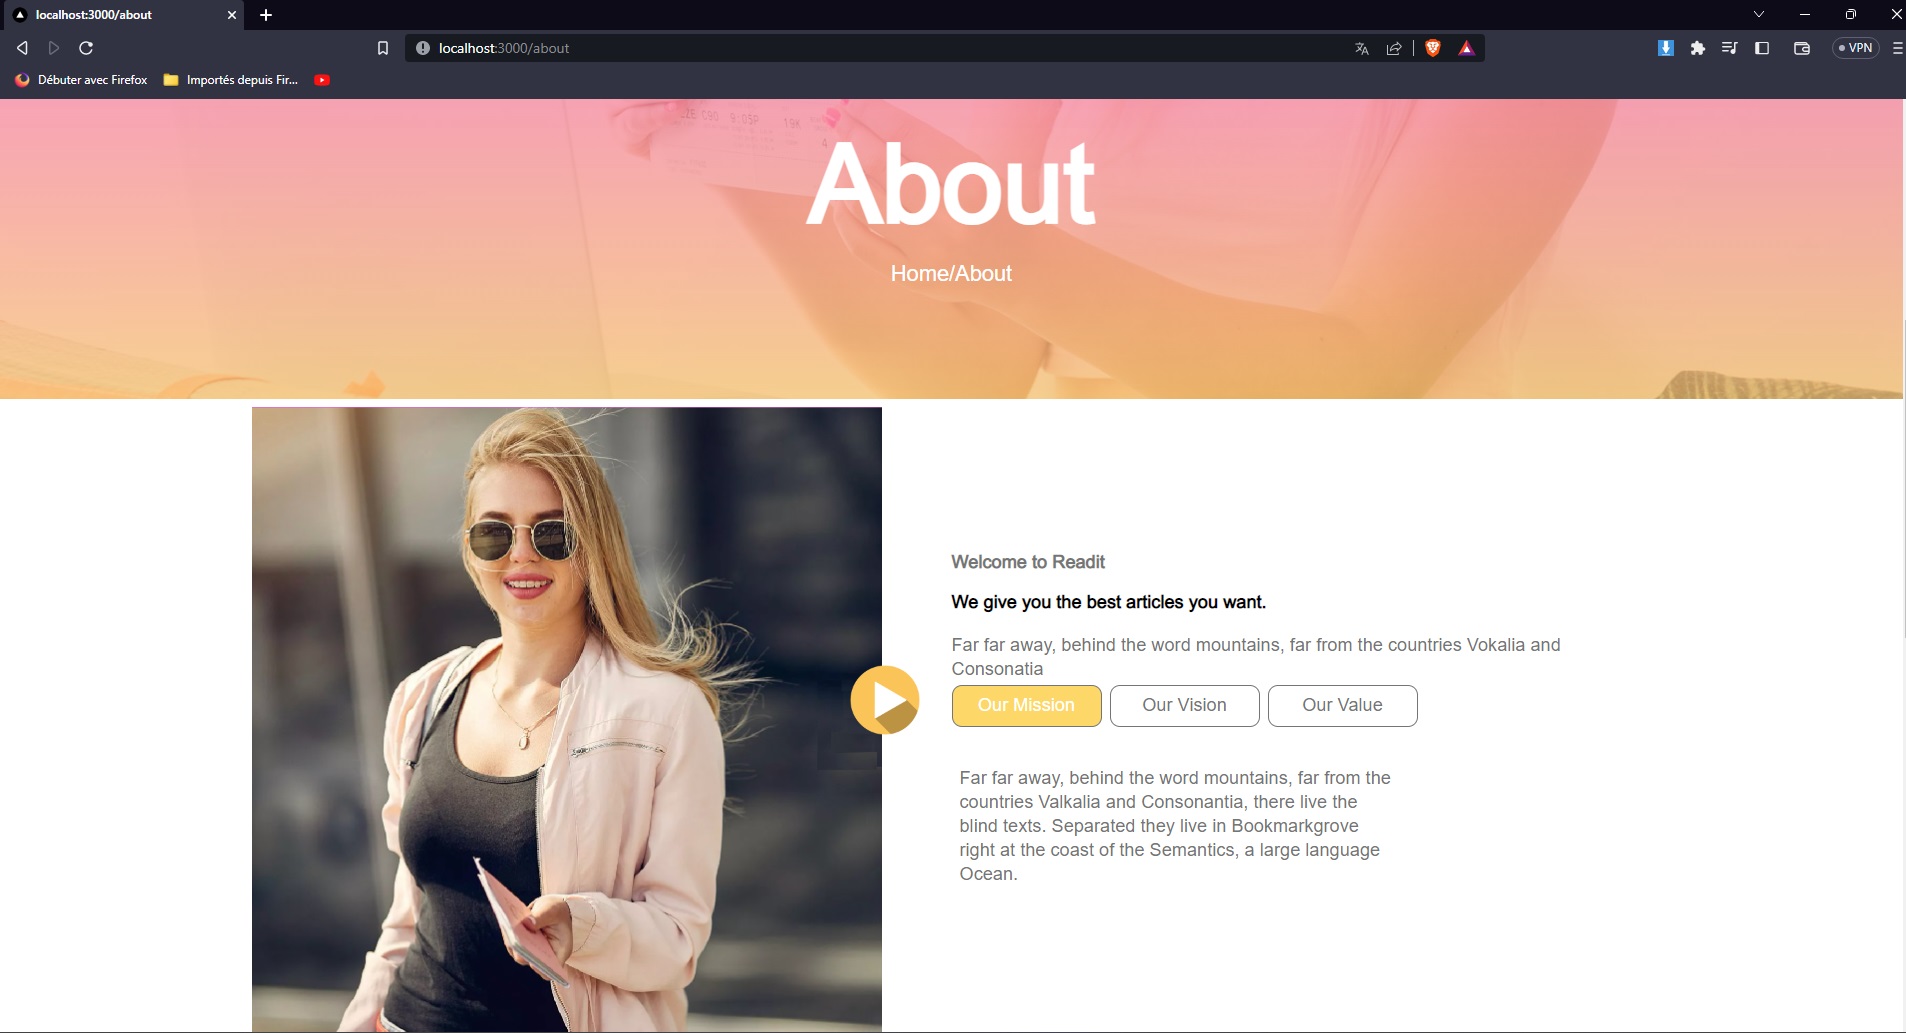 localhost:3000/about
localhost:3000/about
VPN
Débuter avec Firefox
Importés depuis Fir...
9:05P
19K
4
About
Home/About
Welcome to Readit
We give you the best articles you want.
Far far away, behind the word mountains, far from the countries Vokalia and
Consonatia
Our Mission
Our Vision
Our Value
Far far away, behind the word mountains, far from the
countries Valkalia and Consonantia, there live the
blind texts. Separated they live in Bookmarkgrove
right at the coast of the Semantics, a large language
Ocean.